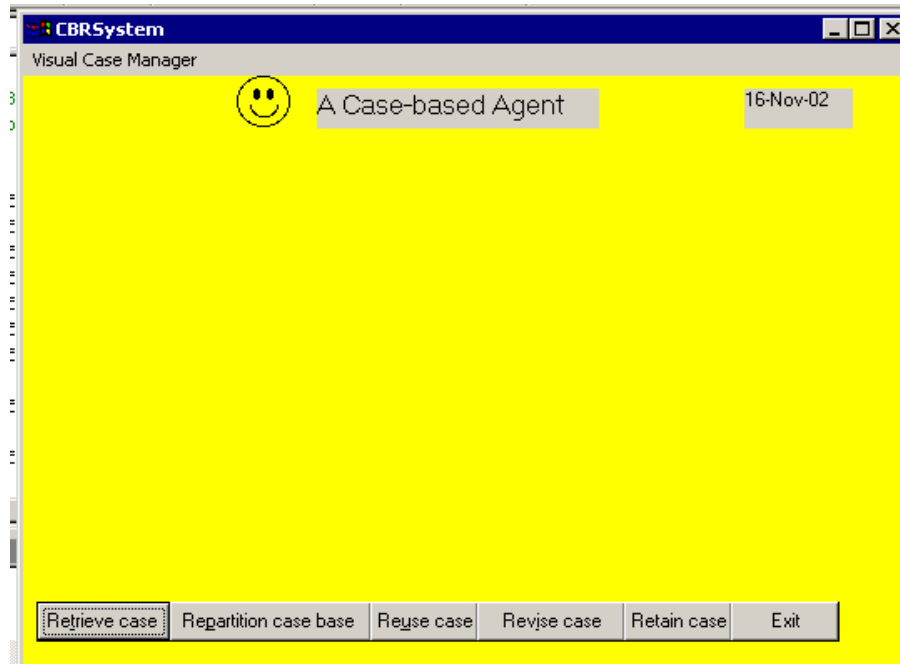 CBRSystem
Visual Case Manager
A Case-based Agent
16-Nov-02
Retrieve case Repartition case base Reuse case Revise case Retain case Exit